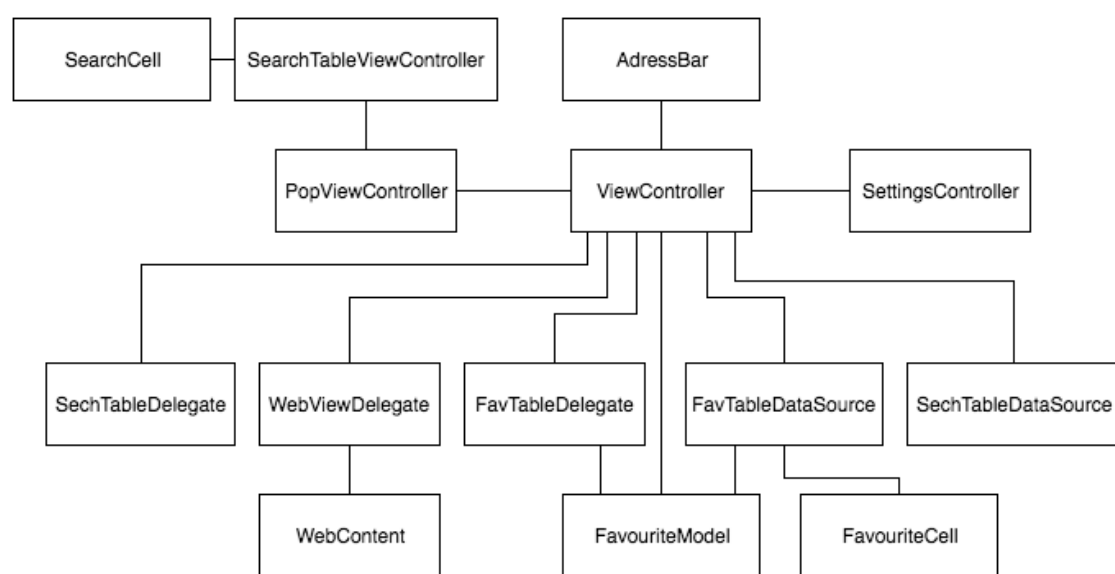 SearchCell
SearchTableViewController
AdressBar
PopViewController
ViewController
SettingsController
SechTableDelegate
WebViewDelegate
FavTableDelegate
FavTableDataSource
SechTableDataSource
WebContent
FavouriteModel
FavouriteCell